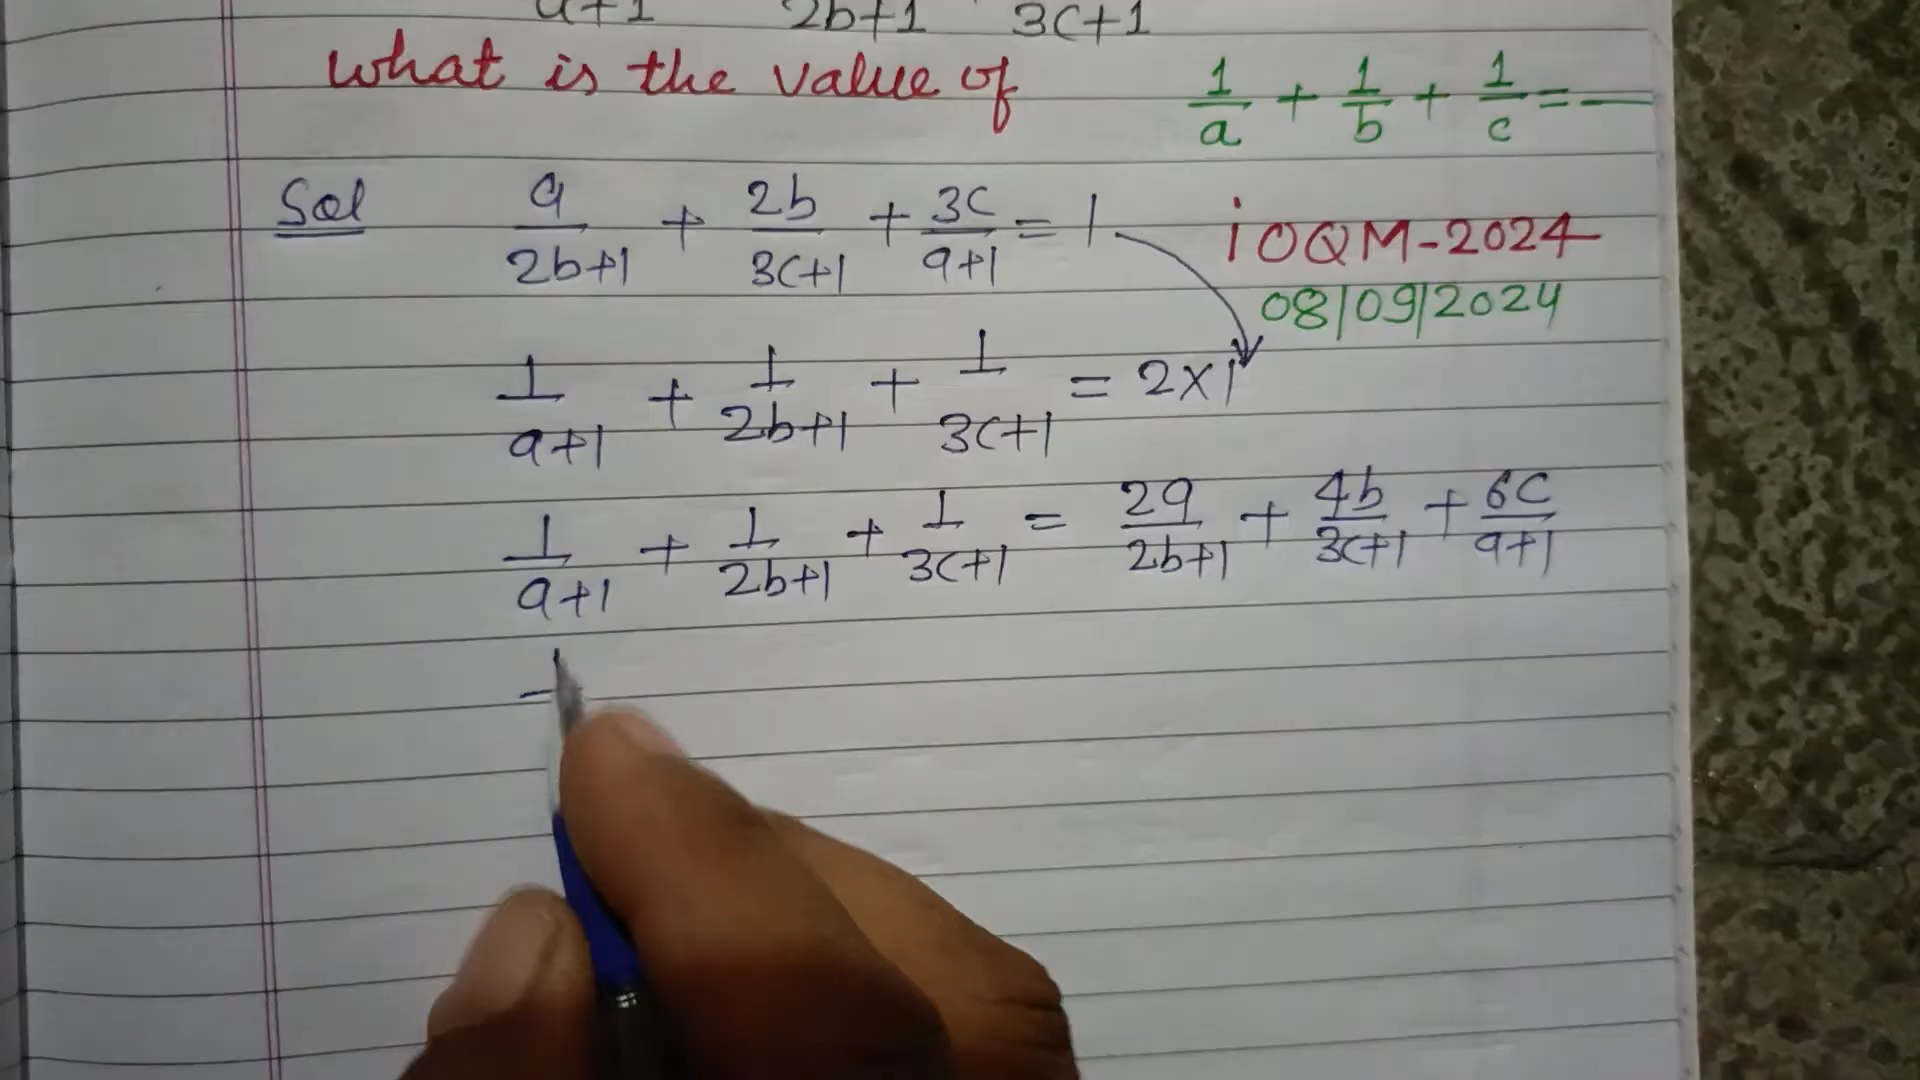 a+1 2b+1 3c+1
What is the value of 1/a + 1/b + 1/c = —
Sol a/2b+1 + 2b/3c+1 + 3c/a+1 = 1
iOQM-2024
08/09/2024
1/a+1 + 1/2b+1 + 1/3c+1 = 2×1
1/a+1 + 1/2b+1 + 1/3c+1 = 2a/2b+1 + 4b/3c+1 + 6c/a+1